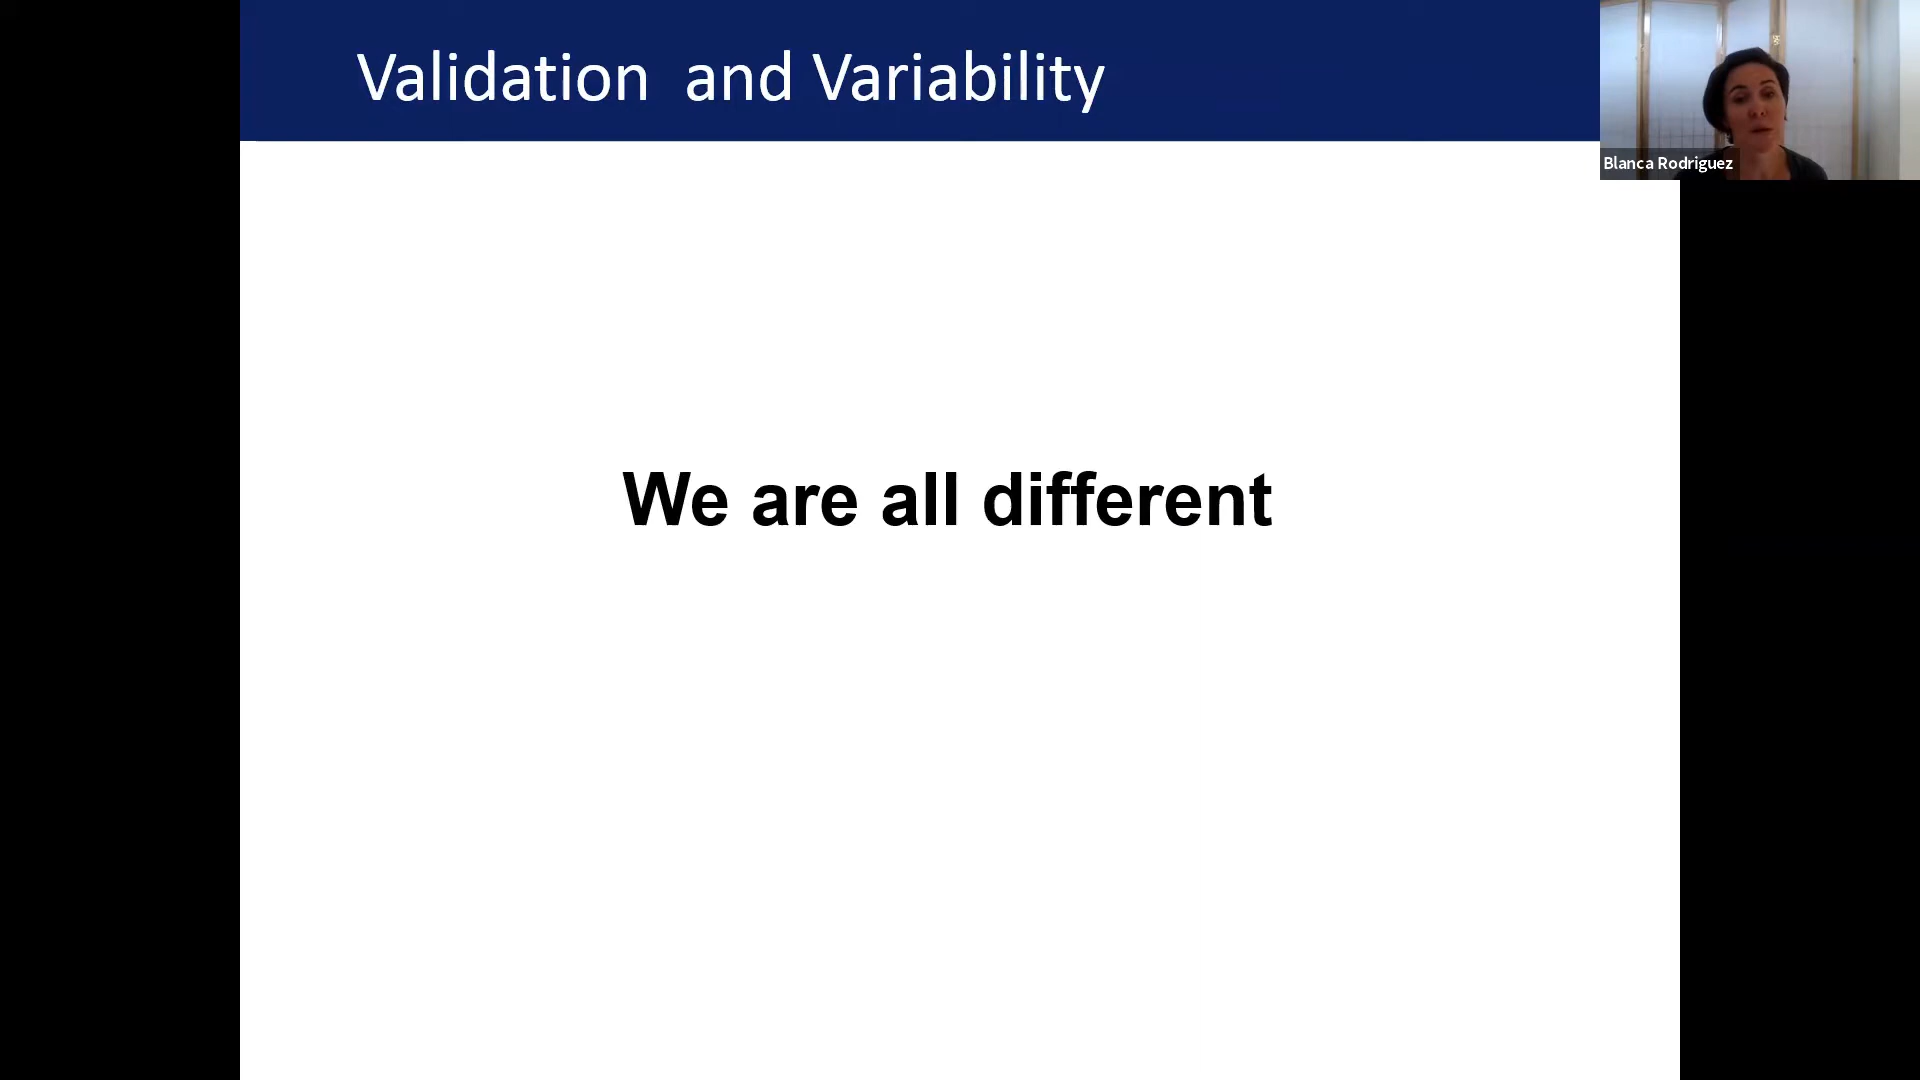 Validation and Variability
Blanca Rodriguez
We are all different